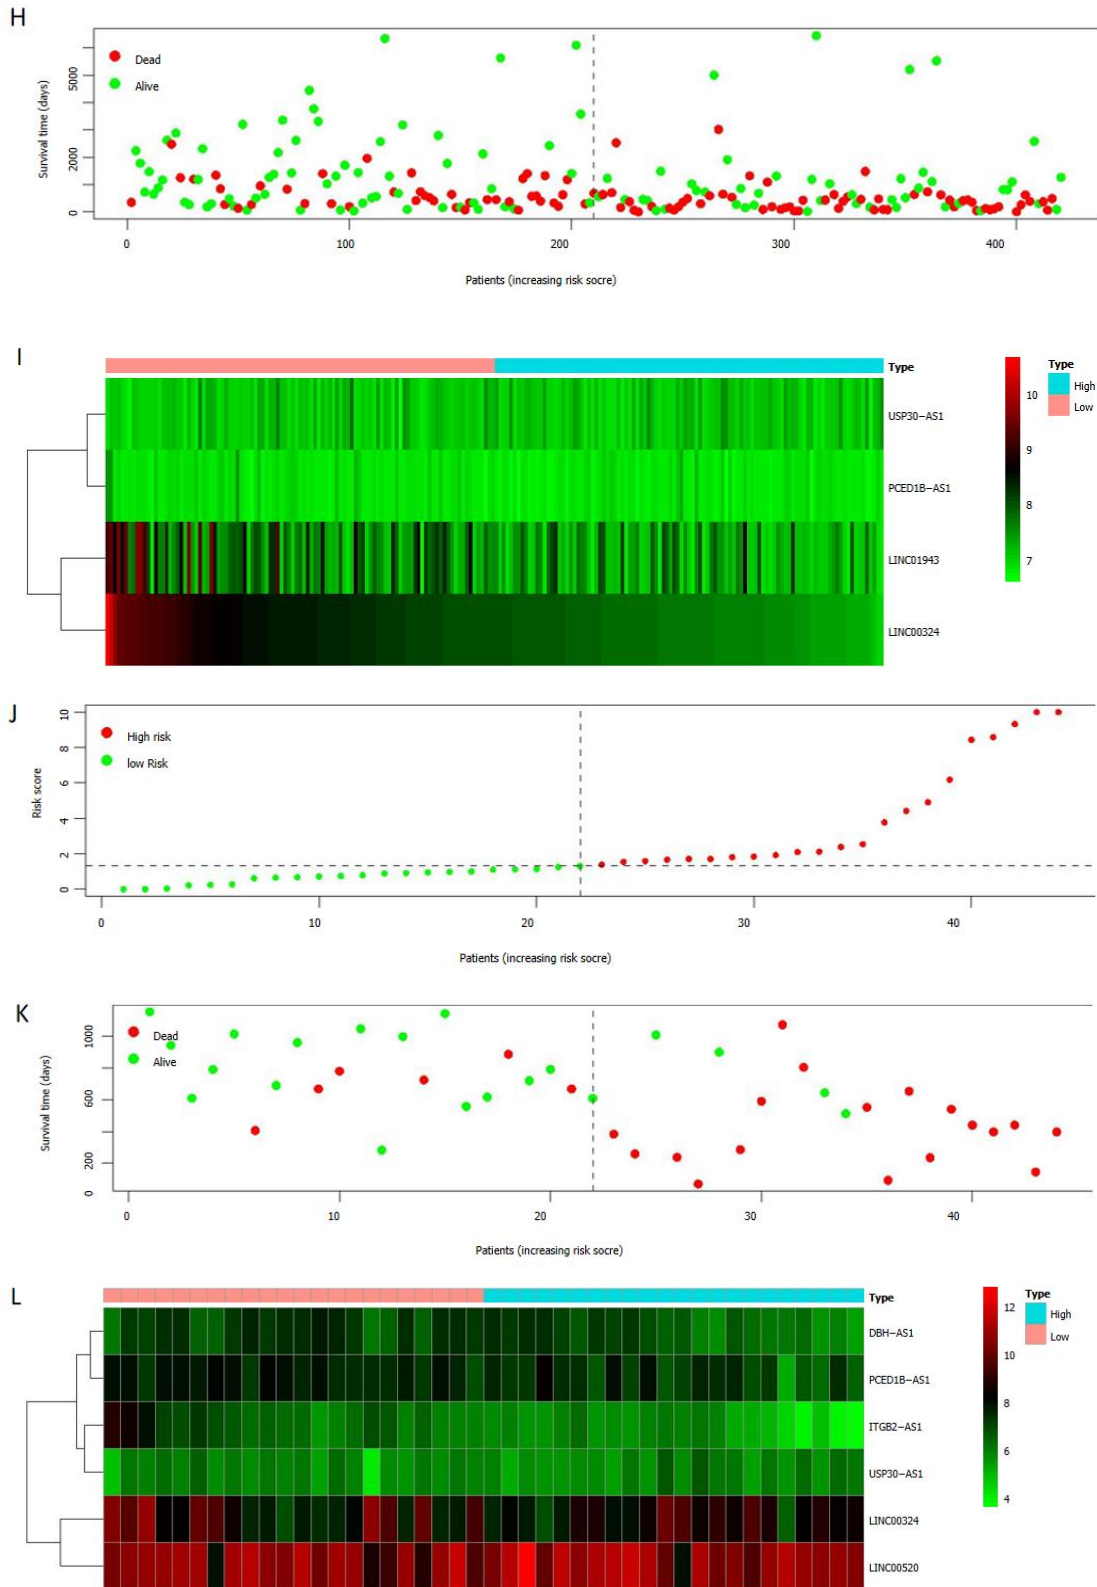 H
Dead
Alive
Survival time (days)
5000
2000
0
0 100 200 300 400
Patients (increasing risk socre)
I
Type
USP30-AS1
PCED1B-AS1
LINC01943
LINC00324
10
9
8
7
Type
High
Low
J
High risk
low Risk
Risk score
10
8
6
4
2
0
0 10 20 30 40
Patients (increasing risk socre)
K
Dead
Alive
Survival time (days)
1000
600
200
0
0 10 20 30 40
Patients (increasing risk socre)
L
Type
DBH-AS1
PCED1B-AS1
ITGB2-AS1
USP30-AS1
LINC00324
LINC00520
12
10
8
6
4
Type
High
Low